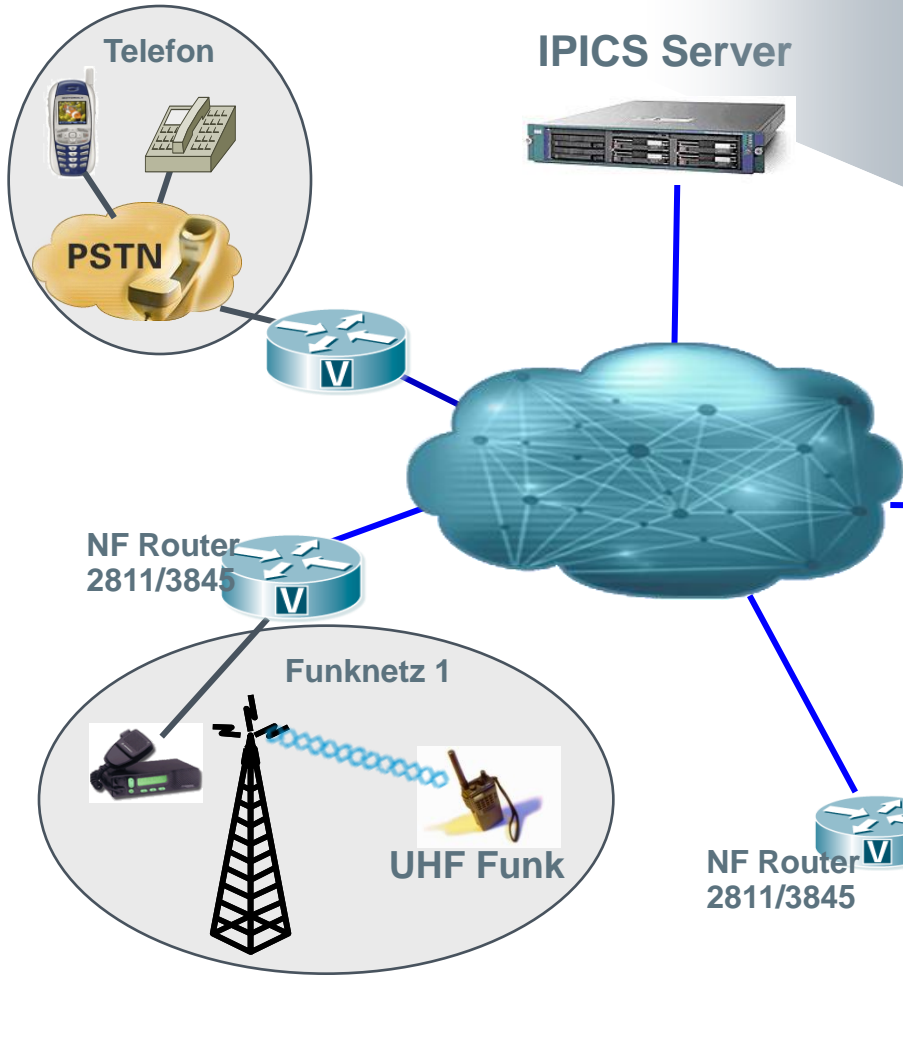 Telefon
IPICS Server
PSTN
V
NF Router
2811/3845
V
Funknetz 1
UHF Funk
NF Router
2811/3845
V